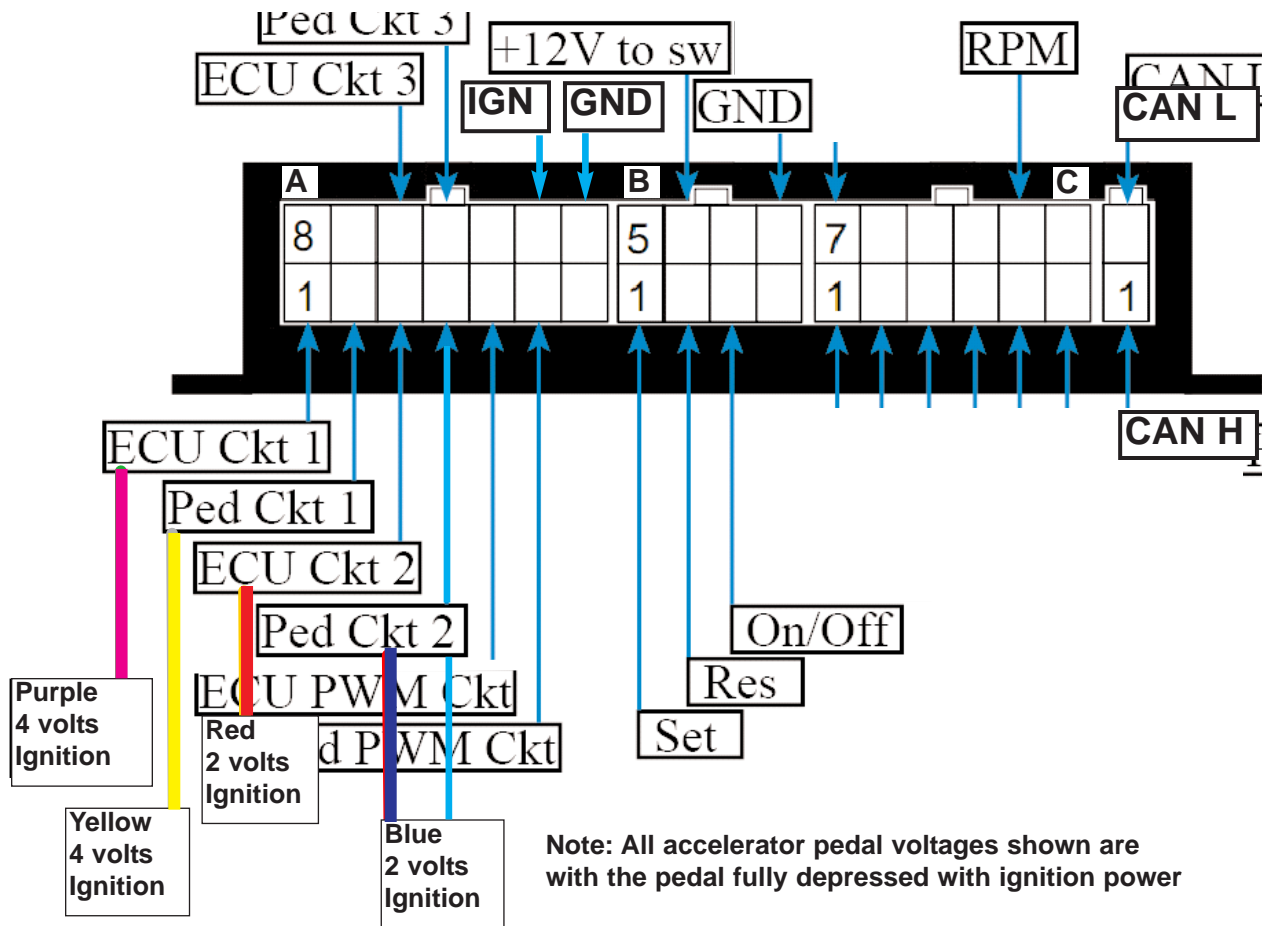 Ped Ckt 3
ECU Ckt 3
+12V to sw
IGN
GND
GND
RPM
CAN L
A
B
C
8
5
7
1
1
1
1
CAN H
ECU Ckt 1
Ped Ckt 1
ECU Ckt 2
Ped Ckt 2
ECU PWM Ckt
PWM Ckt
On/Off
Res
Set
Purple
4 volts
Ignition
Red
2 volts
Ignition
Yellow
4 volts
Ignition
Blue
2 volts
Ignition
Note: All accelerator pedal voltages shown are
with the pedal fully depressed with ignition power